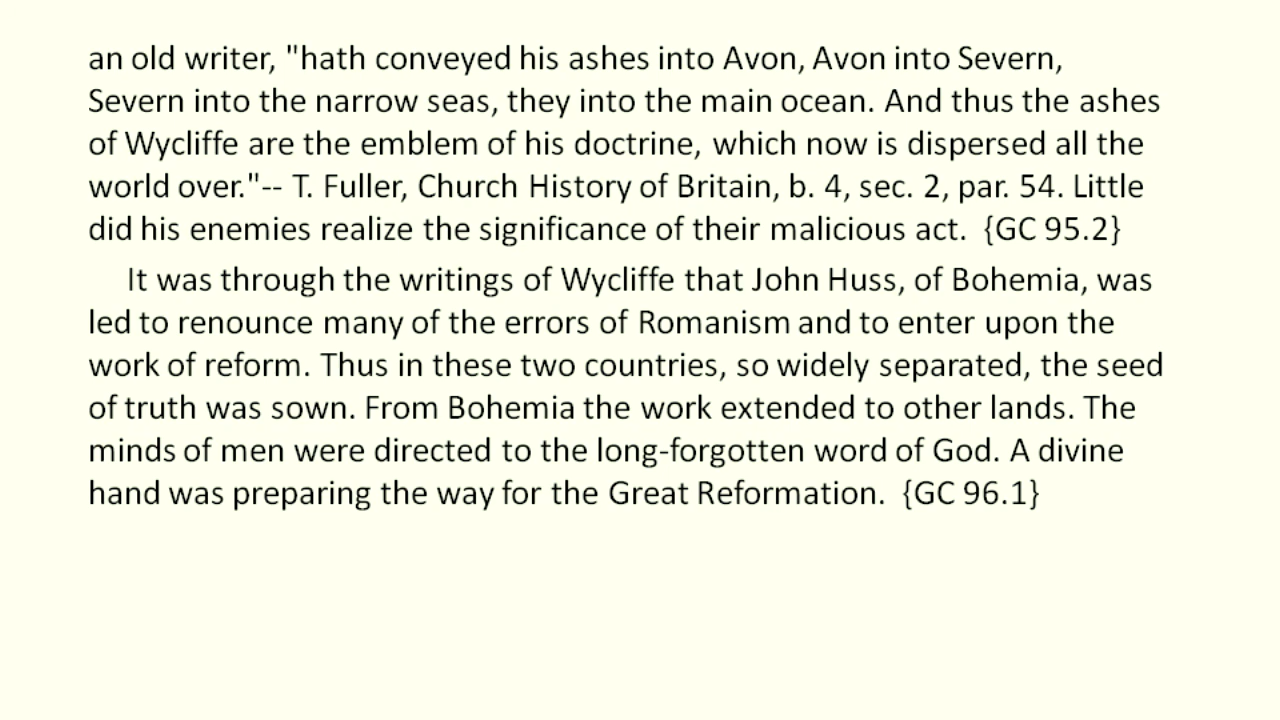 an old writer, "hath conveyed his ashes into Avon, Avon into Severn,
Severn into the narrow seas, they into the main ocean. And thus the ashes
of Wycliffe are the emblem of his doctrine, which now is dispersed all the
world over."-- T. Fuller, Church History of Britain, b. 4, sec. 2, par. 54. Little
did his enemies realize the significance of their malicious act.  {GC 95.2}
It was through the writings of Wycliffe that John Huss, of Bohemia, was
led to renounce many of the errors of Romanism and to enter upon the
work of reform. Thus in these two countries, so widely separated, the seed
of truth was sown. From Bohemia the work extended to other lands. The
minds of men were directed to the long-forgotten word of God. A divine
hand was preparing the way for the Great Reformation.  {GC 96.1}